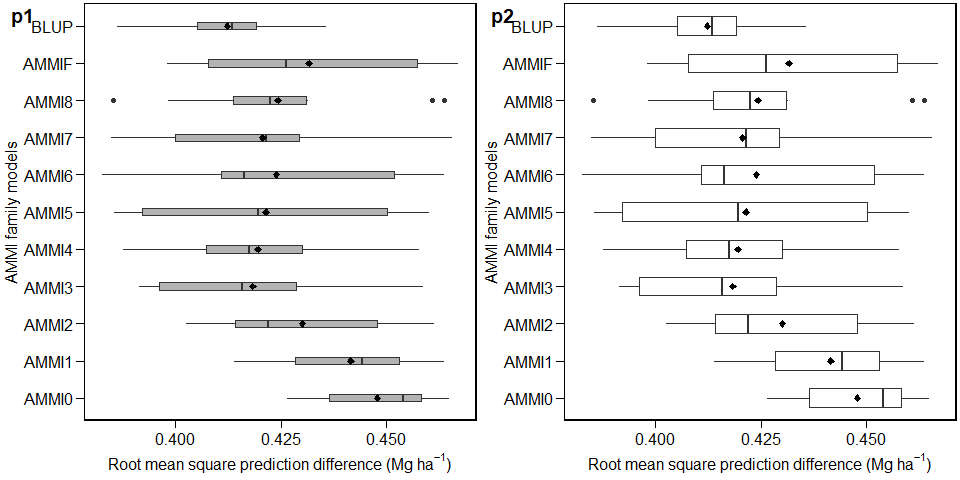 p1
BLUP
AMMIF
AMMI8
AMMI7
AMMI6
AMMI5
AMMI4
AMMI3
AMMI2
AMMI1
AMMI0
AMMI family models
0.400 0.425 0.450
Root mean square prediction difference (Mg ha⁻¹)
p2
BLUP
AMMIF
AMMI8
AMMI7
AMMI6
AMMI5
AMMI4
AMMI3
AMMI2
AMMI1
AMMI0
AMMI family models
0.400 0.425 0.450
Root mean square prediction difference (Mg ha⁻¹)